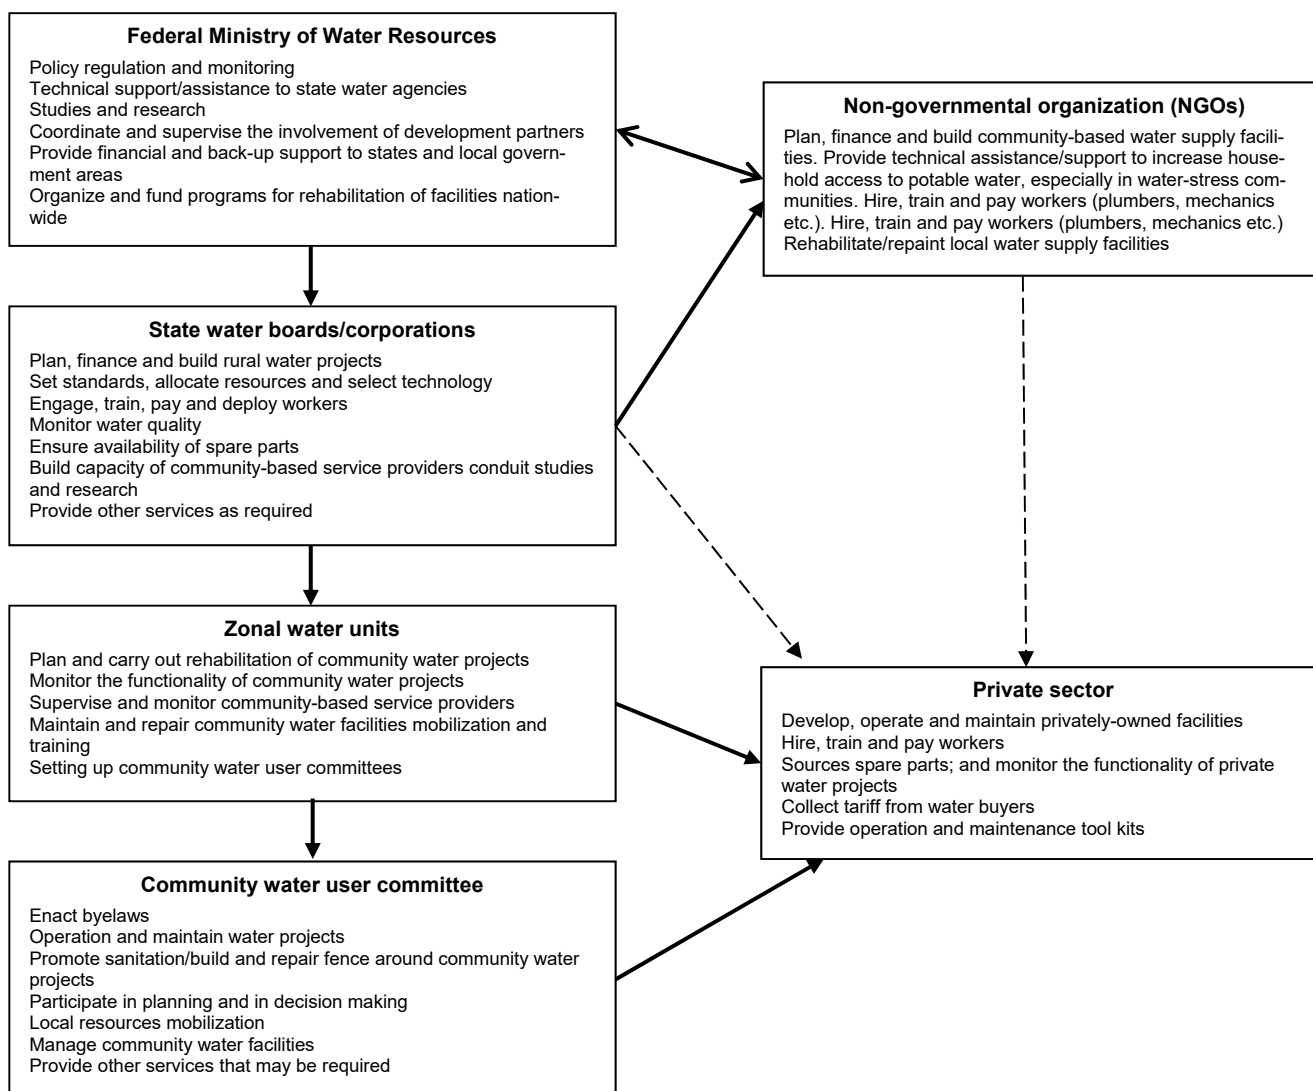 Federal Ministry of Water Resources
Policy regulation and monitoring
Technical support/assistance to state water agencies
Studies and research
Coordinate and supervise the involvement of development partners
Provide financial and back-up support to states and local govern-
ment areas
Organize and fund programs for rehabilitation of facilities nation-
wide
Non-governmental organization (NGOs)
Plan, finance and build community-based water supply facili-
ties. Provide technical assistance/support to increase house-
hold access to potable water, especially in water-stress com-
munities. Hire, train and pay workers (plumbers, mechanics
etc.). Hire, train and pay workers (plumbers, mechanics etc.)
Rehabilitate/repaint local water supply facilities
State water boards/corporations
Plan, finance and build rural water projects
Set standards, allocate resources and select technology
Engage, train, pay and deploy workers
Monitor water quality
Ensure availability of spare parts
Build capacity of community-based service providers conduit studies
and research
Provide other services as required
Zonal water units
Plan and carry out rehabilitation of community water projects
Monitor the functionality of community water projects
Supervise and monitor community-based service providers
Maintain and repair community water facilities mobilization and
training
Setting up community water user committees
Private sector
Develop, operate and maintain privately-owned facilities
Hire, train and pay workers
Sources spare parts; and monitor the functionality of private
water projects
Collect tariff from water buyers
Provide operation and maintenance tool kits
Community water user committee
Enact byelaws
Operation and maintain water projects
Promote sanitation/build and repair fence around community water
projects
Participate in planning and in decision making
Local resources mobilization
Manage community water facilities
Provide other services that may be required